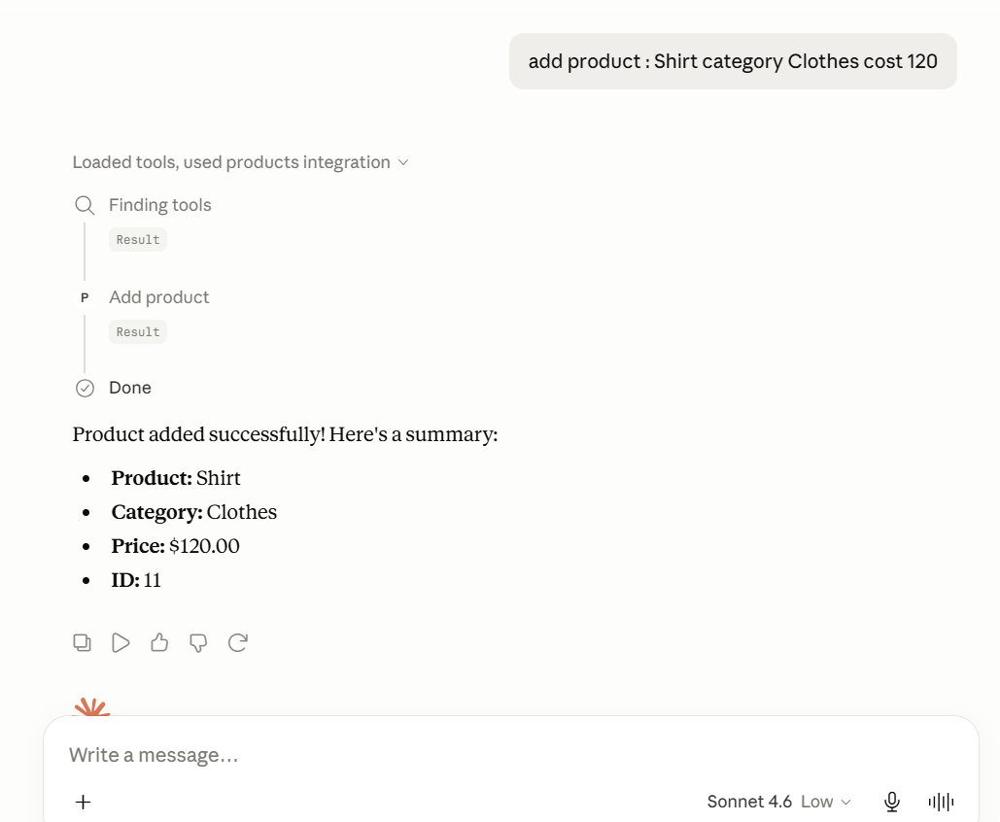 add product : Shirt category Clothes cost 120
Loaded tools, used products integration
Finding tools
Result
P Add product
Result
Done
Product added successfully! Here's a summary:
• Product: Shirt
• Category: Clothes
• Price: $120.00
• ID: 11
Write a message...
Sonnet 4.6 Low